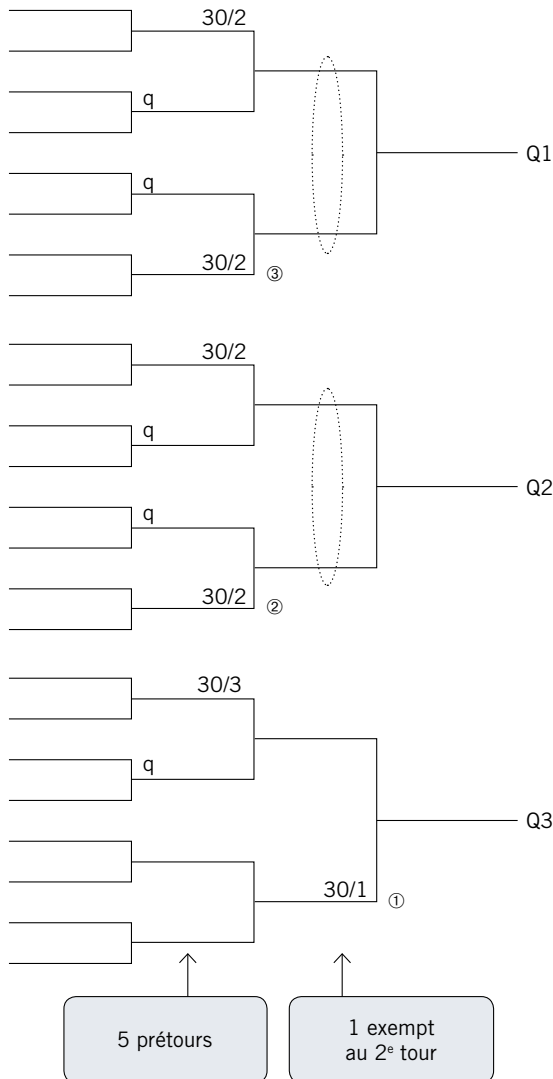 30/2
q
Q1
q
30/2 ③
30/2
q
Q2
q
30/2 ②
30/3
q
Q3
30/1 ①
5 prétours
1 exempt
au 2e tour